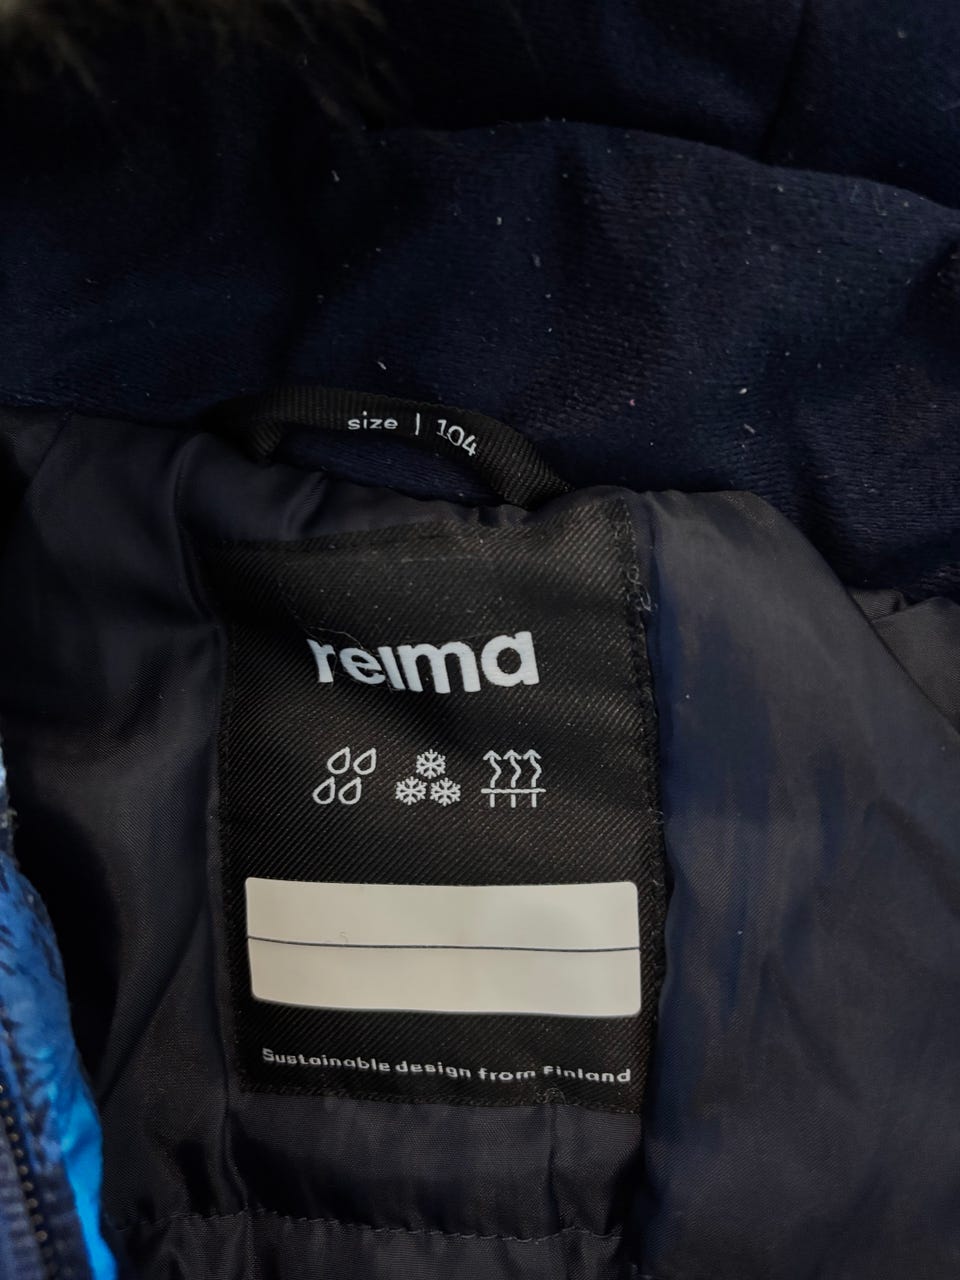 size | 104
reima
Sustainable design from Finland